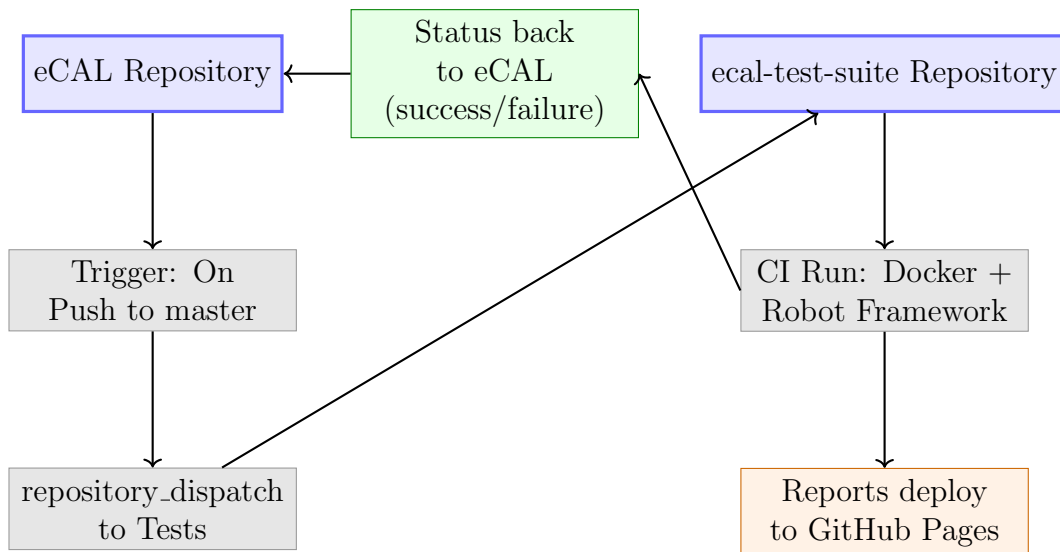 eCAL Repository
Status back
to eCAL
(success/failure)
ecal-test-suite Repository
Trigger: On
Push to master
CI Run: Docker +
Robot Framework
repository_dispatch
to Tests
Reports deploy
to GitHub Pages